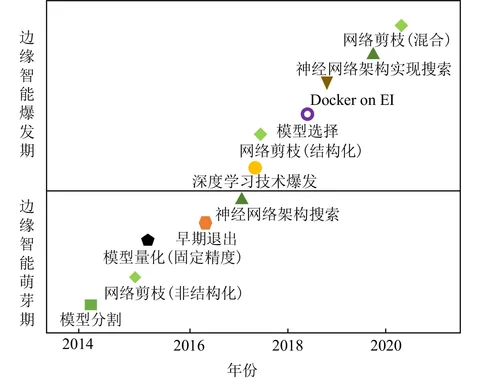 边缘智能爆发期
网络剪枝(混合)
神经网络架构实现搜索
Docker on EI
模型选择
网络剪枝(结构化)
深度学习技术爆发
边缘智能萌芽期
神经网络架构搜索
早期退出
模型量化(固定精度)
网络剪枝(非结构化)
模型分割
2014 2016 2018 2020
年份